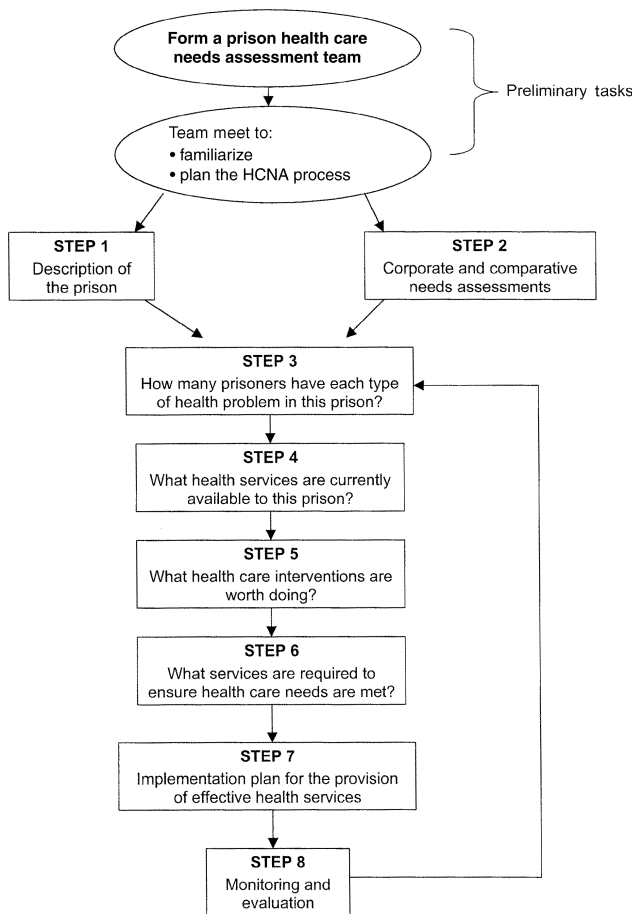 Form a prison health care
needs assessment team
Preliminary tasks
Team meet to:
• familiarize
• plan the HCNA process
STEP 1
Description of
the prison
STEP 2
Corporate and comparative
needs assessments
STEP 3
How many prisoners have each type
of health problem in this prison?
STEP 4
What health services are currently
available to this prison?
STEP 5
What health care interventions are
worth doing?
STEP 6
What services are required to
ensure health care needs are met?
STEP 7
Implementation plan for the provision
of effective health services
STEP 8
Monitoring and
evaluation